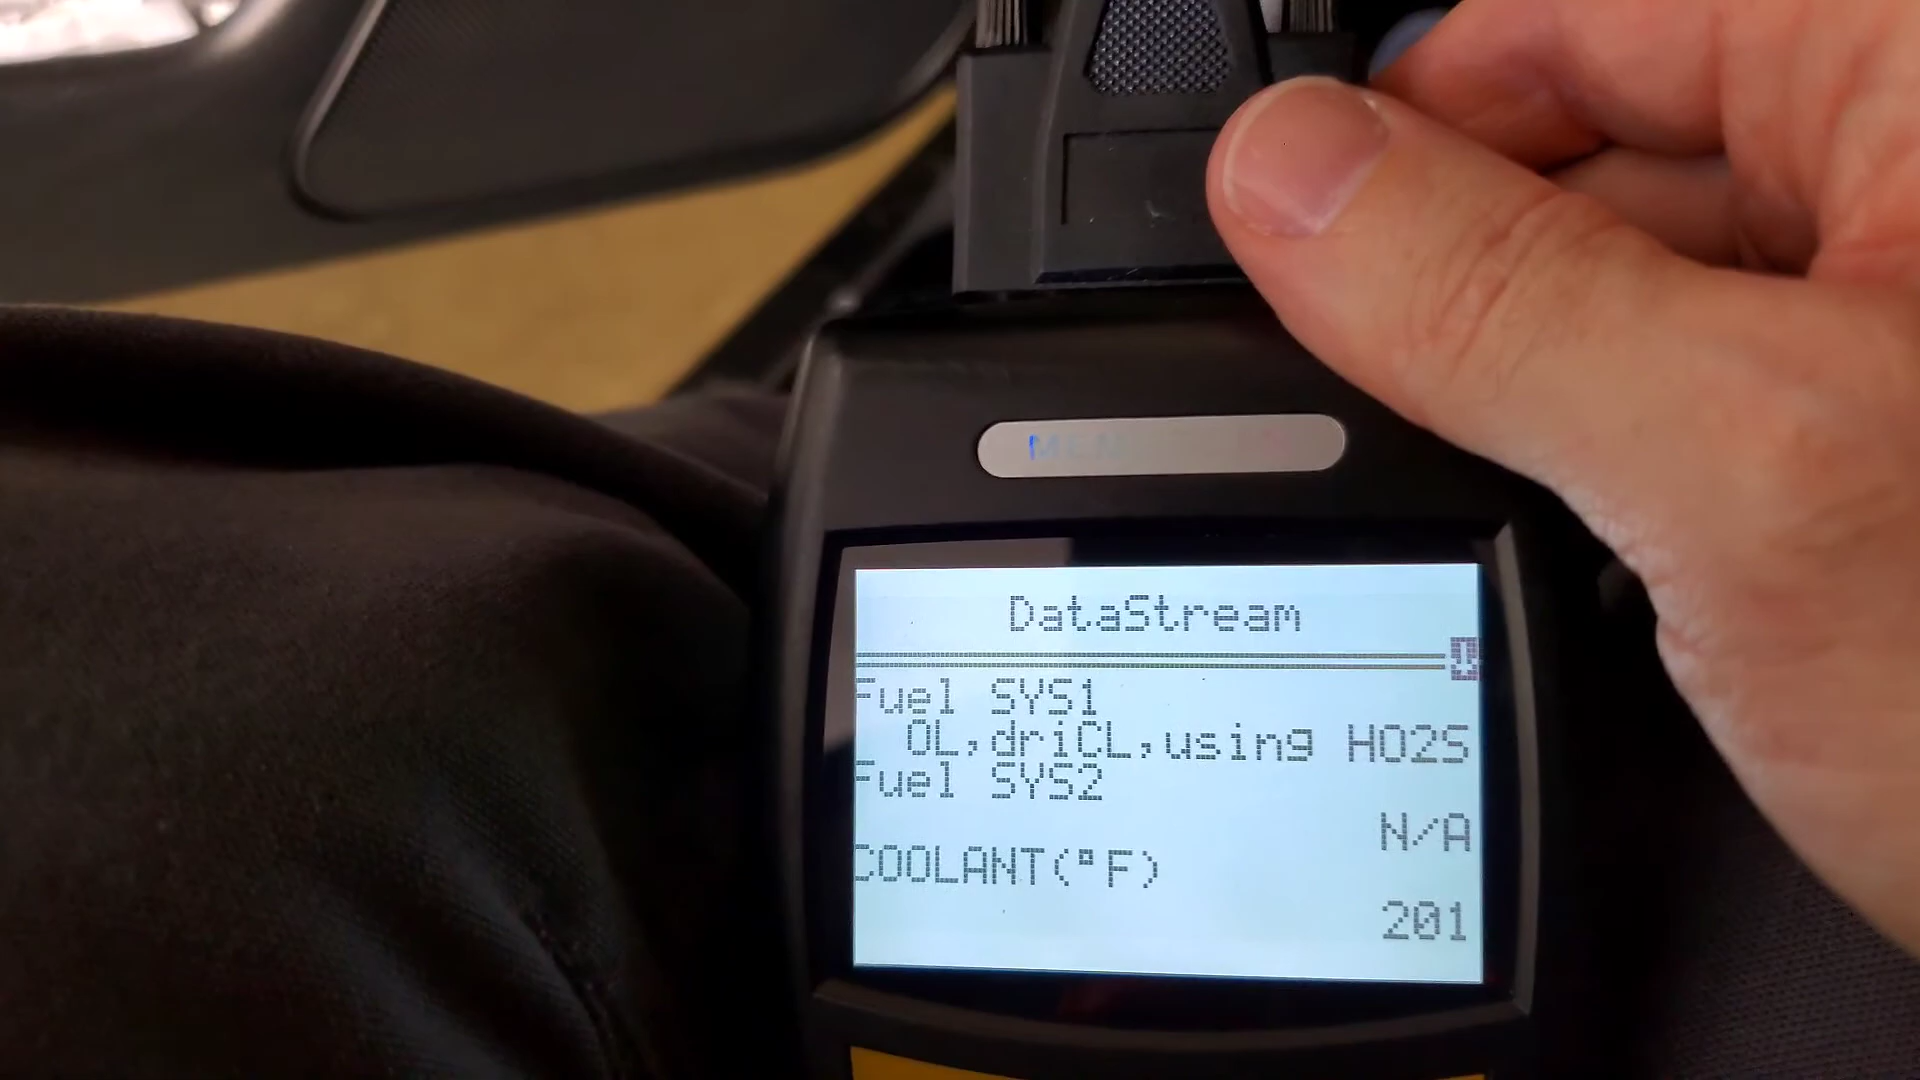 DataStream
Fuel SYS1
OL,driCL,using HO2S
Fuel SYS2
N/A
COOLANT(°F)
201